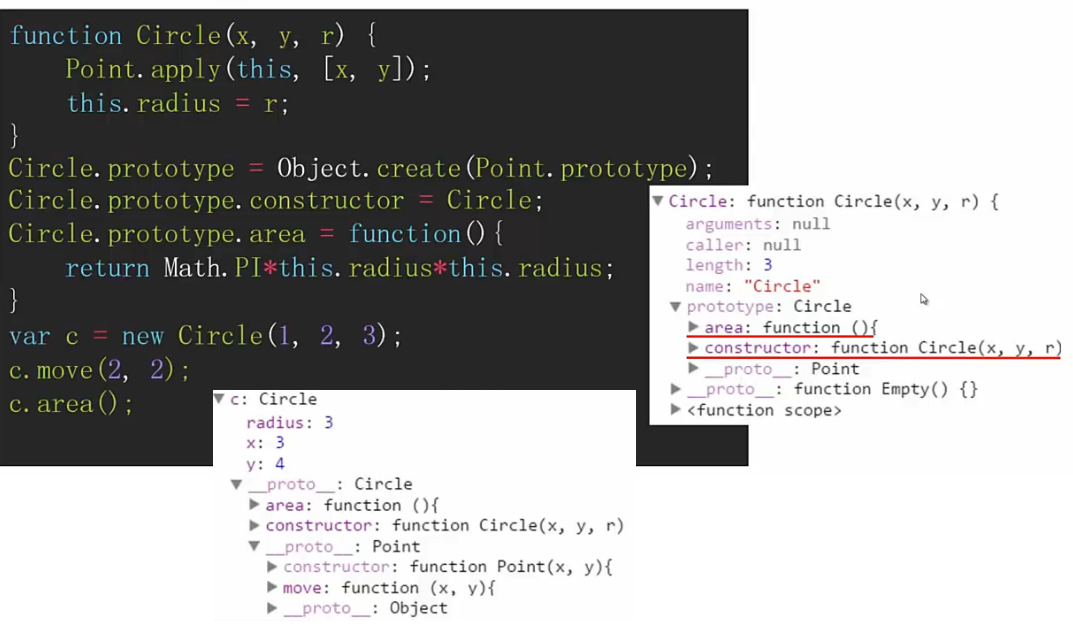 function Circle(x, y, r) {
    Point.apply(this, [x, y]);
    this.radius = r;
}
Circle.prototype = Object.create(Point.prototype);
Circle.prototype.constructor = Circle;
Circle.prototype.area = function(){
    return Math.PI*this.radius*this.radius;
}
var c = new Circle(1, 2, 3);
c.move(2, 2);
c.area();
▼ Circle: function Circle(x, y, r) {
arguments: null
caller: null
length: 3
name: "Circle"
▼ prototype: Circle
▶ area: function (){
▶ constructor: function Circle(x, y, r)
▶ __proto__: Point
▶ __proto__: function Empty() {}
▶ <function scope>
▼ c: Circle
radius: 3
x: 3
y: 4
▼ __proto__: Circle
▶ area: function (){
▶ constructor: function Circle(x, y, r)
▼ __proto__: Point
▶ constructor: function Point(x, y){
▶ move: function (x, y){
▶ __proto__: Object